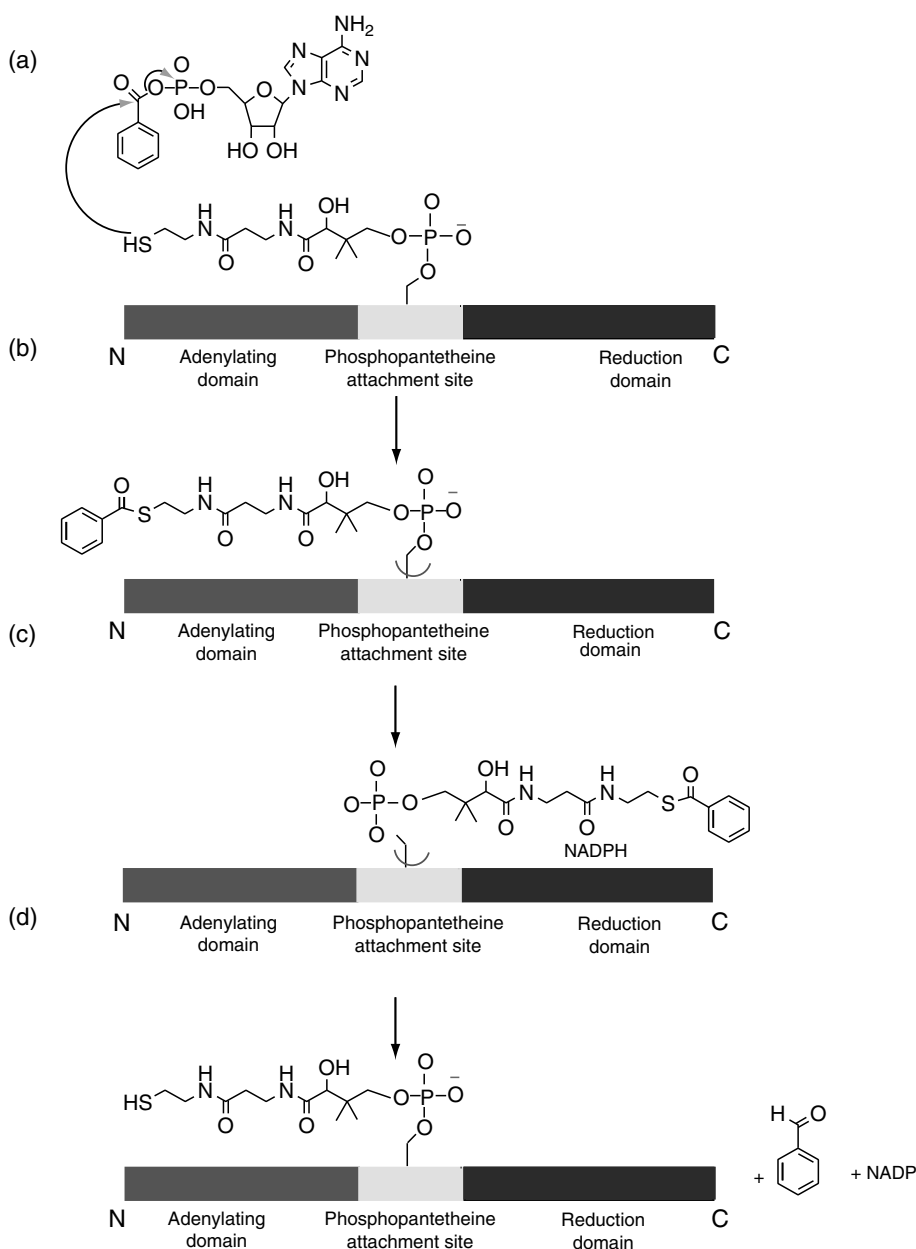 (a)
NH₂
O
O
O
P
O
OH
O
N
N
N
N
HO
OH
HS
H
N
O
H
N
O
OH
O
P
O
O
–
O
(b)
N
C
Adenylating
domain
Phosphopantetheine
attachment site
Reduction
domain
O
S
H
N
O
H
N
O
OH
O
P
O
O
–
O
(c)
N
C
Adenylating
domain
Phosphopantetheine
attachment site
Reduction
domain
O
O
P
O
O
OH
O
H
N
O
H
N
S
O
NADPH
(d)
N
C
Adenylating
domain
Phosphopantetheine
attachment site
Reduction
domain
HS
H
N
O
H
N
O
OH
O
P
O
O
–
O
H
O
+
+ NADP
N
C
Adenylating
domain
Phosphopantetheine
attachment site
Reduction
domain